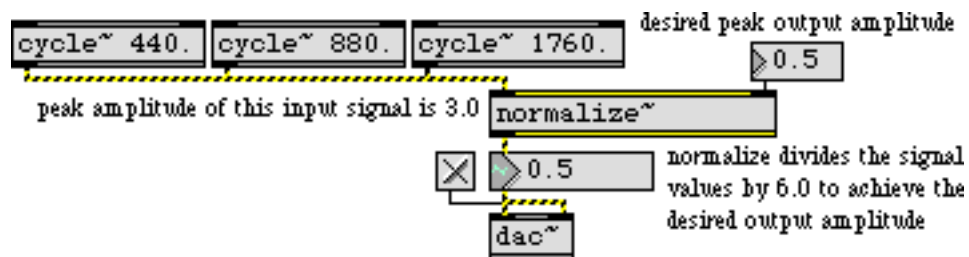 desired peak output amplitude
cycle~ 440. cycle~ 880. cycle~ 1760.
0.5
peak amplitude of this input signal is 3.0
normalize~
0.5
normalize divides the signal
values by 6.0 to achieve the
desired output amplitude
dac~